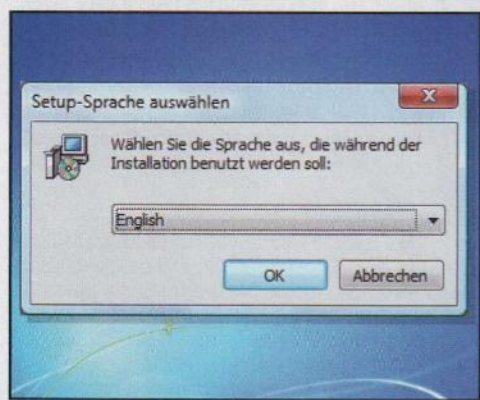 Setup-Sprache auswählen
Wählen Sie die Sprache aus, die während der
Installation benutzt werden soll:
English
OK
Abbrechen